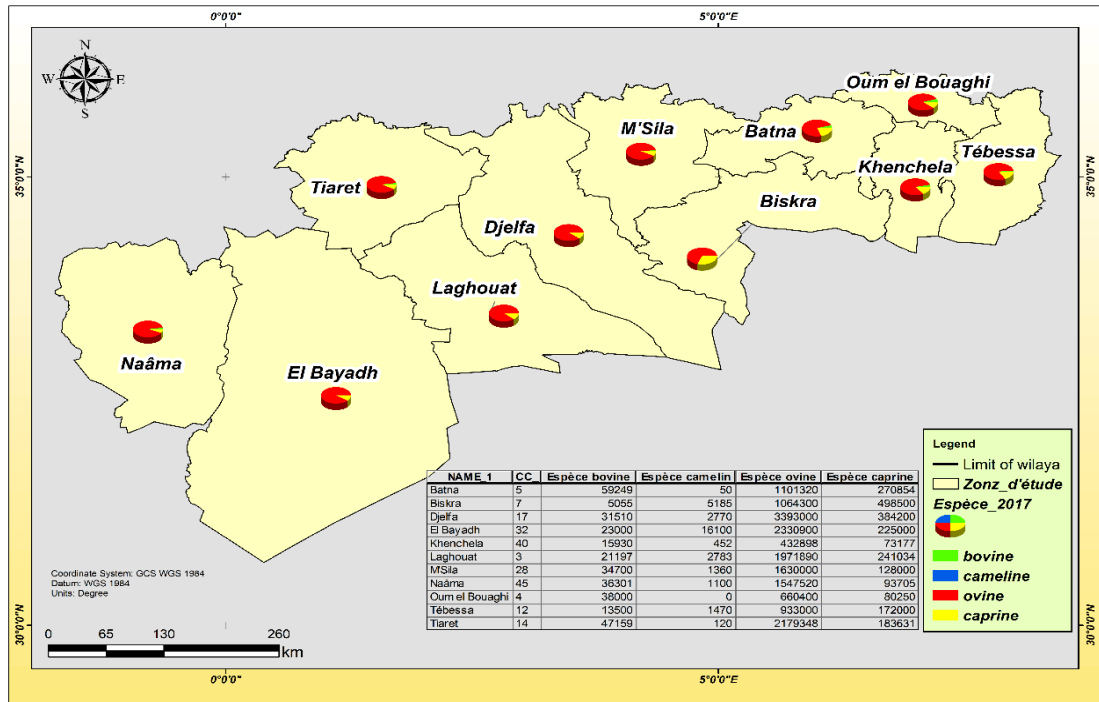 0°0'0" 5°0'0"E
N
W E
S
Oum el Bouaghi
M'Sila Batna
Khenchela Tébessa
35°0'0"N 35°0'0"N
Tiaret
Biskra
Djelfa
Laghouat
Naâma
El Bayadh
NAME_1 CC_ Espèce bovine Espèce camelin Espèce ovine Espèce caprine
Batna 5 59249 50 1101320 270854
Biskra 7 5055 5185 1064300 498500
Djelfa 17 31510 2770 3393000 384200
El Bayadh 32 23000 16100 2330900 225000
Khenchela 40 15930 452 432898 73177
Laghouat 3 21197 2783 1971890 241034
M'Sila 28 34700 1360 1630000 128000
Naâma 45 36301 1100 1547520 93705
Oum el Bouaghi 4 38000 0 660400 80250
Tébessa 12 13500 1470 933000 172000
Tiaret 14 47159 120 2179348 183631
Legend
Limit of wilaya
Zonz_d'étude
Espèce_2017
bovine
cameline
ovine
caprine
Coordinate System: GCS WGS 1984
Datum: WGS 1984
Units: Degree
0 65 130 260
km
30°0'0"N 30°0'0"N
0°0'0" 5°0'0"E